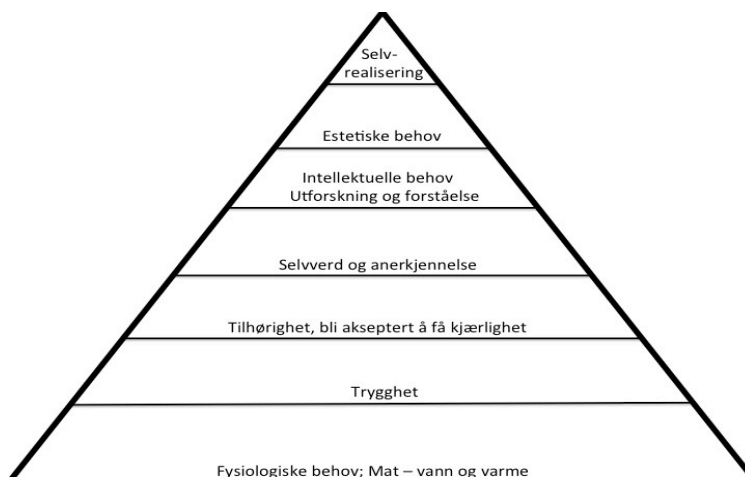 Selv-
realisering
Estetiske behov
Intellektuelle behov
Utforskning og forståelse
Selvverd og anerkjennelse
Tilhørighet, bli akseptert å få kjærlighet
Trygghet
Fysiologiske behov; Mat – vann og varme